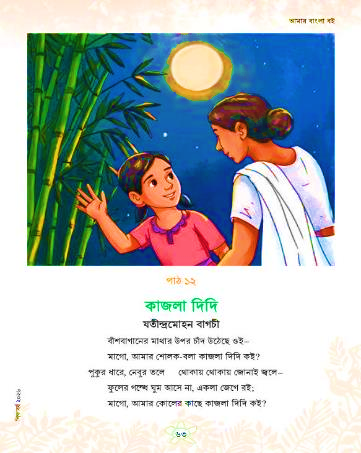 আমার বাংলা বই
পাঠ ১২
কাজলা দিদি
যতীন্দ্রমোহন বাগচী
বাঁশবাগানের মাথার উপর চাঁদ উঠেছে ওই–
মাগো, আমার শোলক-বলা কাজলা দিদি কই?
পুকুর ধারে, নেবুর তলে থোকায় থোকায় জোনাই জ্বলে–
ফুলের গন্ধে ঘুম আসে না, একলা জেগে রই;
মাগো, আমার কোলের কাছে কাজলা দিদি কই?
৬৩
২০২৬